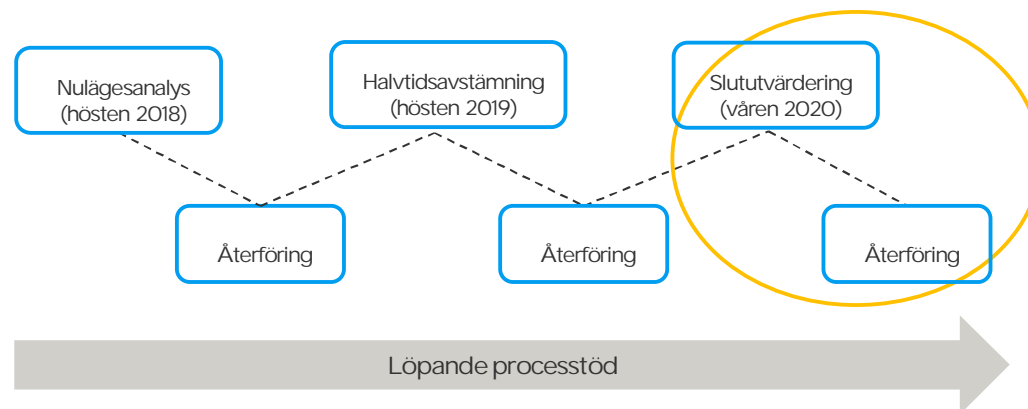 Nulägesanalys
(hösten 2018)
Halvtidsavstämning
(hösten 2019)
Slututvärdering
(våren 2020)
Återföring
Återföring
Återföring
Löpande processtöd